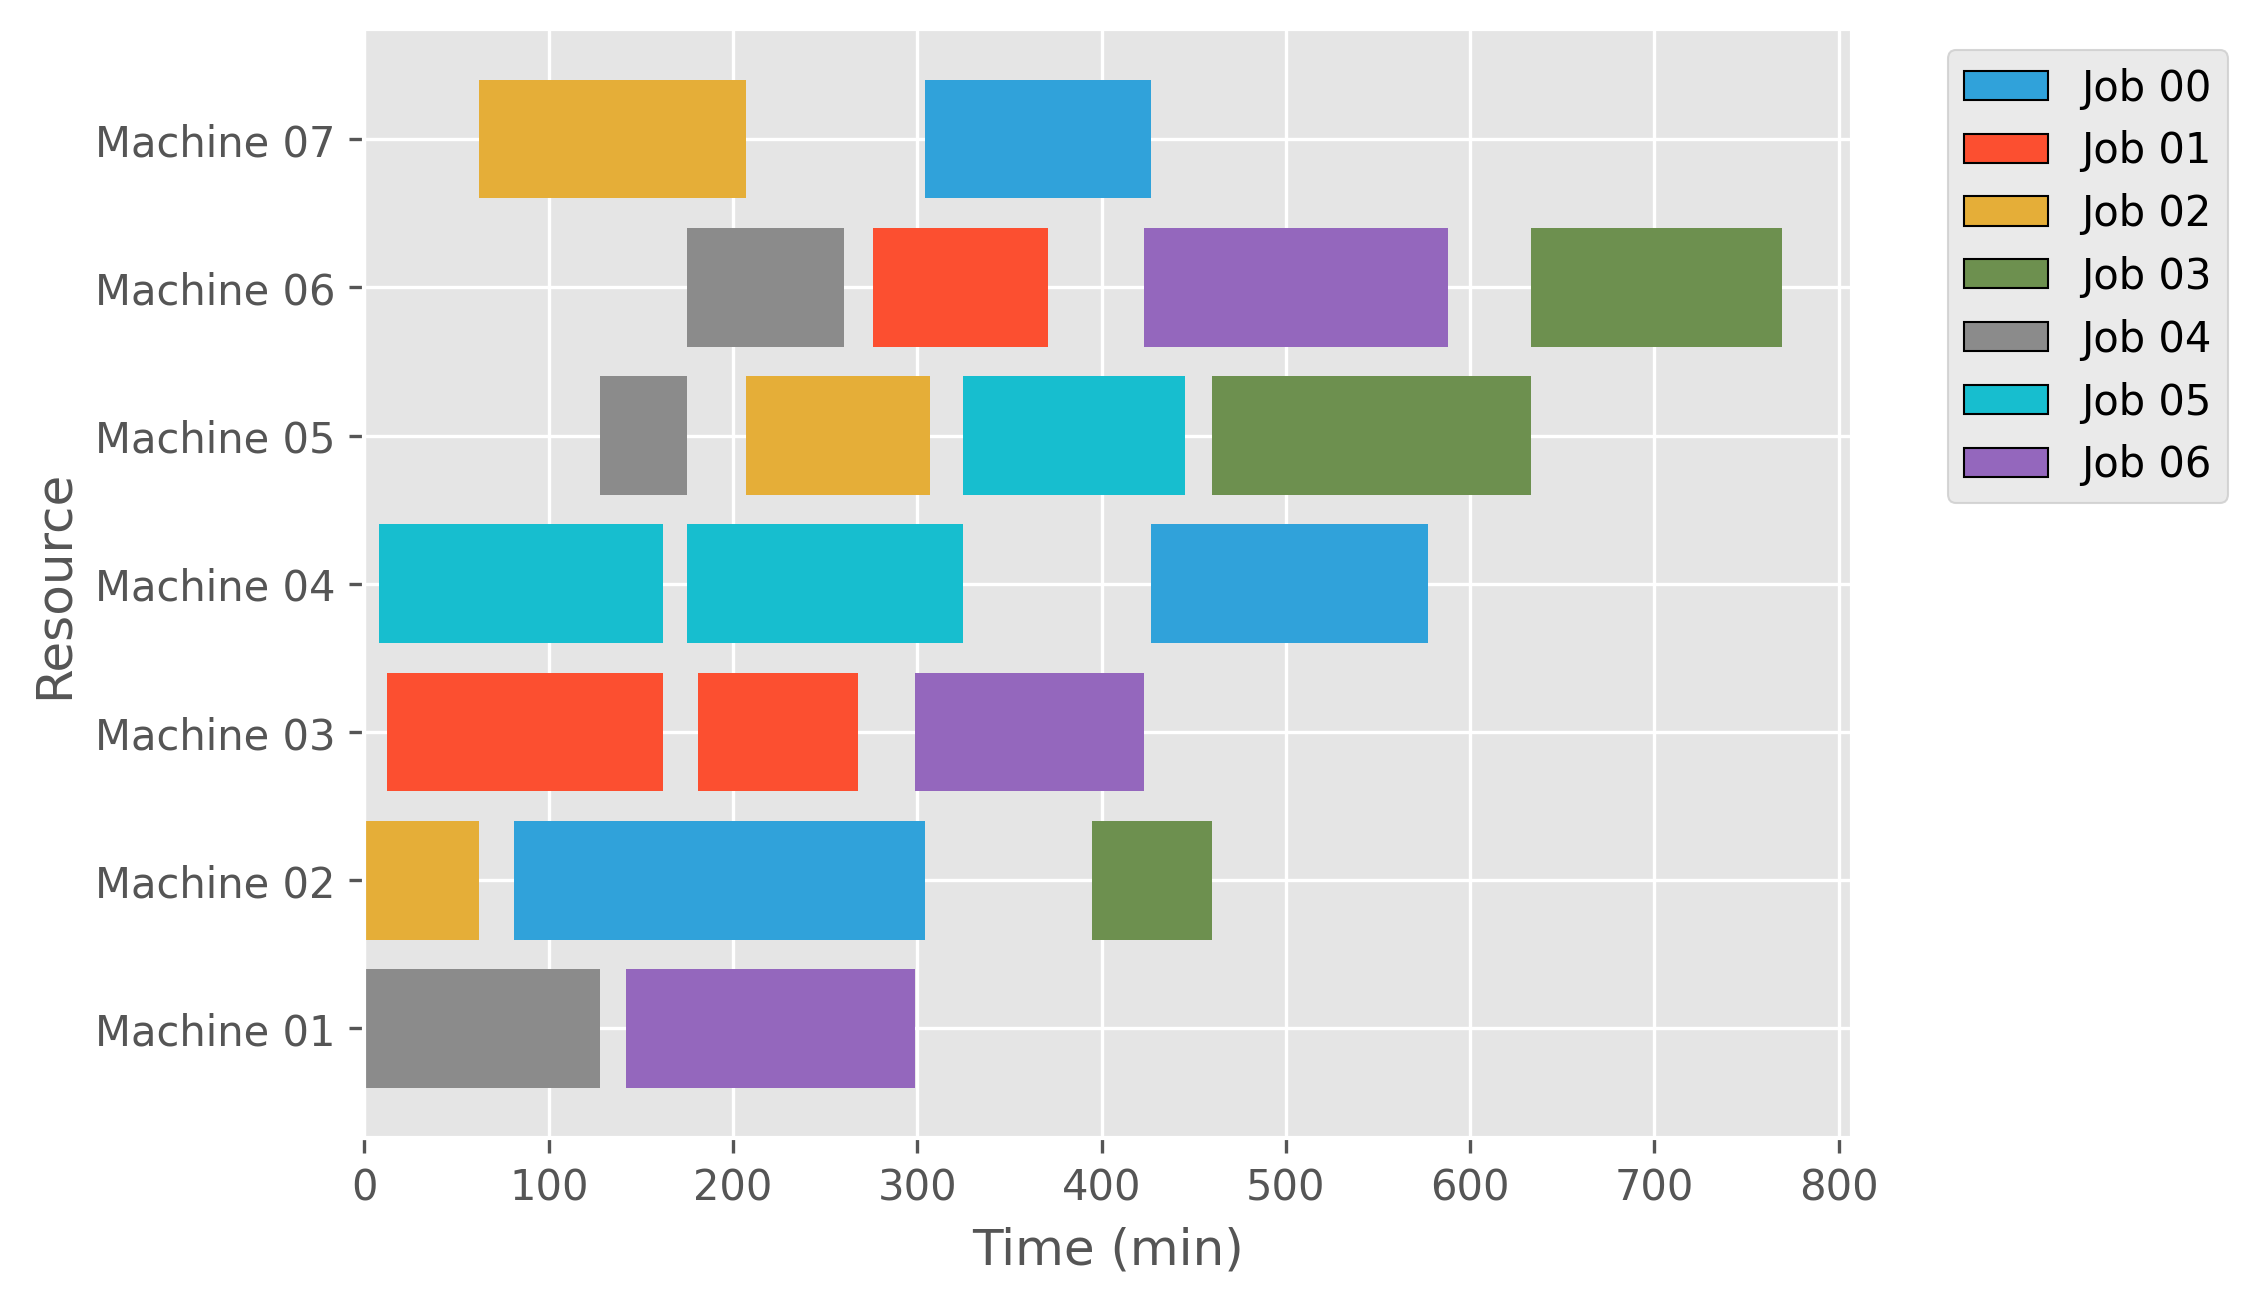 Machine 07
Machine 06
Machine 05
Machine 04
Machine 03
Machine 02
Machine 01
Resource
0 100 200 300 400 500 600 700 800
Time (min)
Job 00
Job 01
Job 02
Job 03
Job 04
Job 05
Job 06